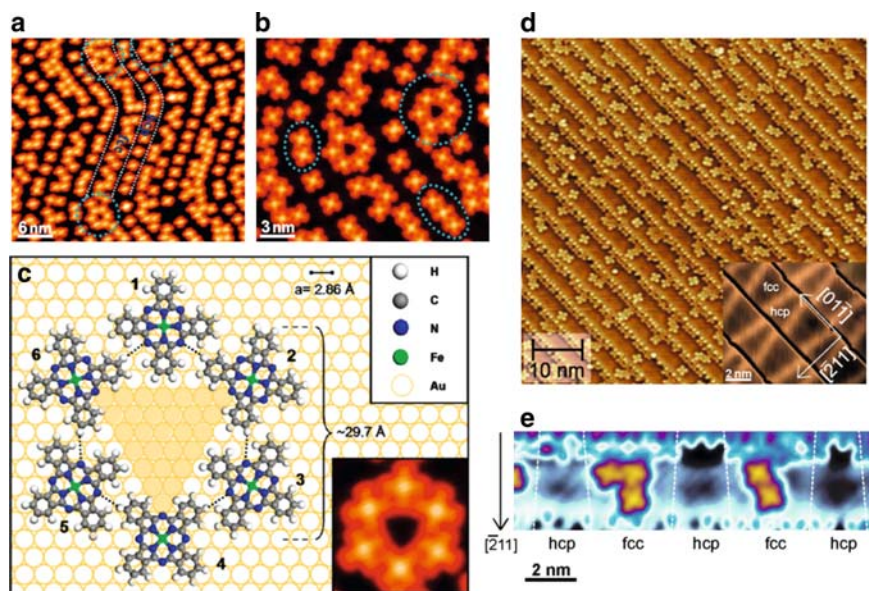 a
6 nm
b
3 nm
c
1
2
3
4
5
6
a= 2.86 Å
~29.7 Å
H
C
N
Fe
Au
d
10 nm
fcc
hcp
[011̄]
[2̄11]
2 nm
e
[2̄11]
hcp
fcc
hcp
fcc
hcp
2 nm